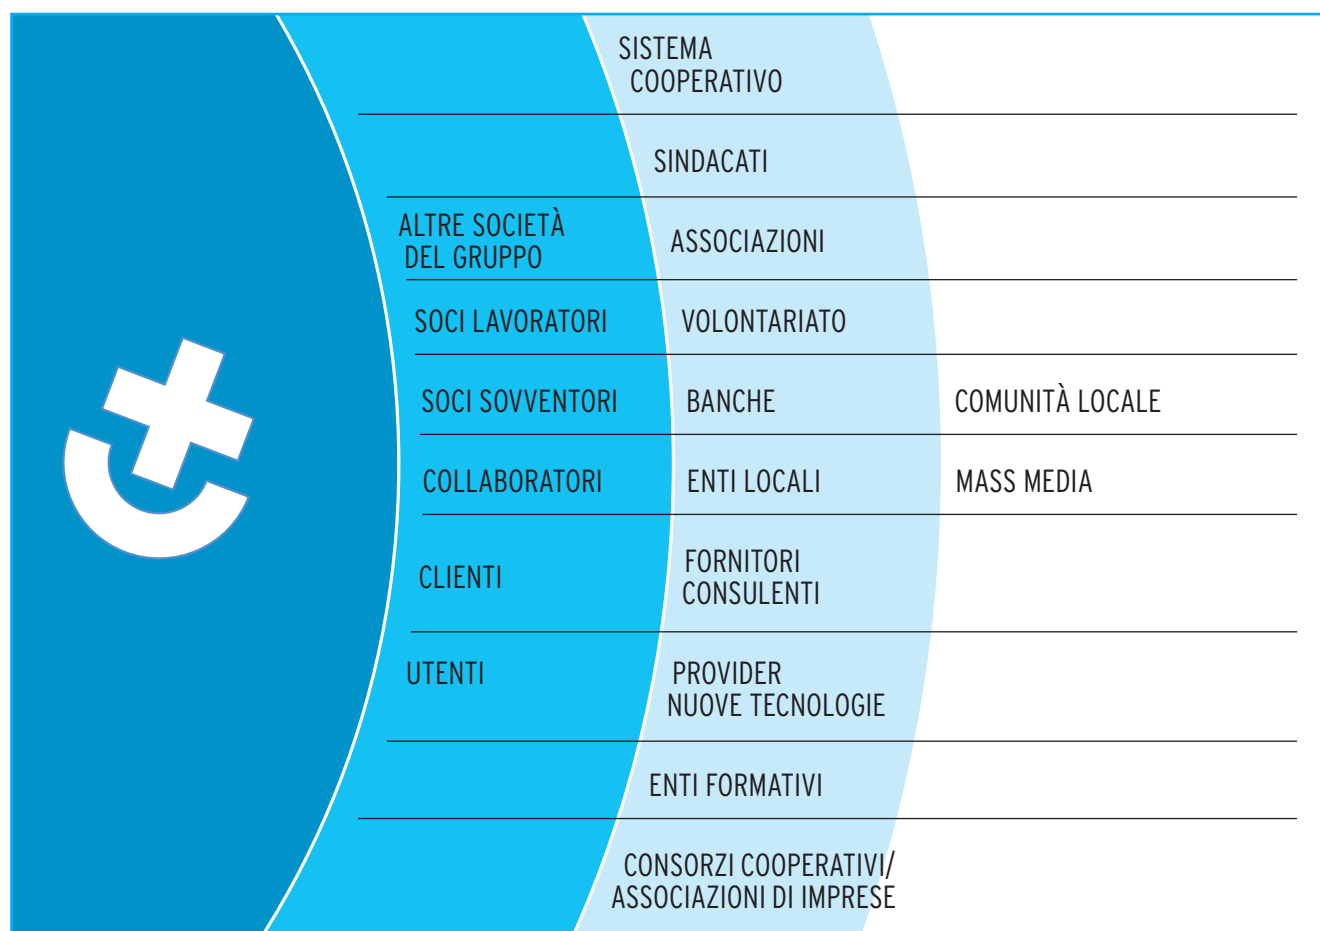 SISTEMA
COOPERATIVO
SINDACATI
ALTRE SOCIETÀ
DEL GRUPPO
ASSOCIAZIONI
SOCI LAVORATORI
VOLONTARIATO
SOCI SOVVENTORI
BANCHE
COMUNITÀ LOCALE
COLLABORATORI
ENTI LOCALI
MASS MEDIA
CLIENTI
FORNITORI
CONSULENTI
UTENTI
PROVIDER
NUOVE TECNOLOGIE
ENTI FORMATIVI
CONSORZI COOPERATIVI/
ASSOCIAZIONI DI IMPRESE